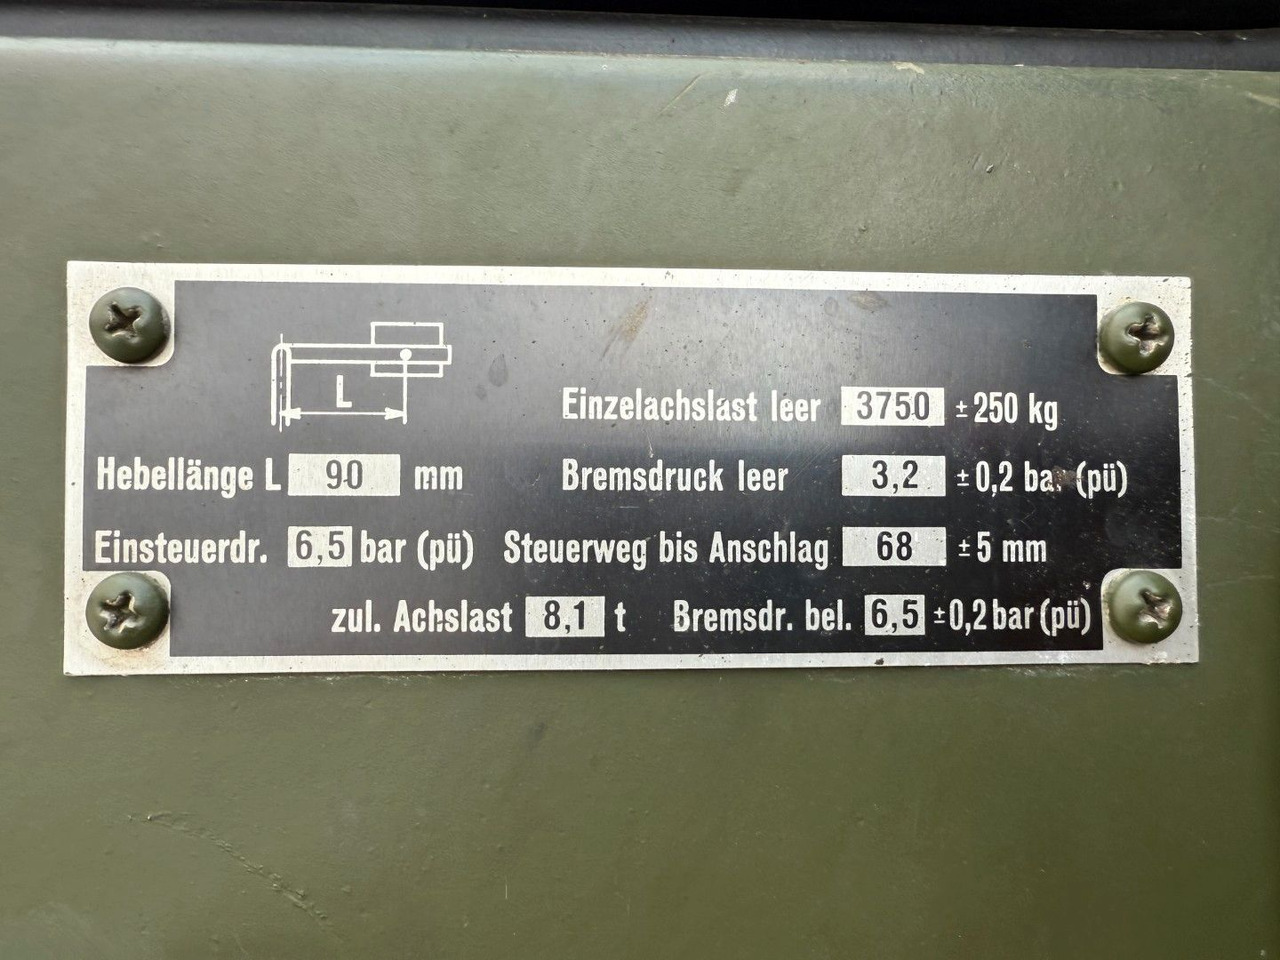 L
Einzelachslast leer 3750 ±250 kg
Hebellänge L 90 mm Bremsdruck leer 3,2 ±0,2 bar (pü)
Einsteuerdr. 6,5 bar (pü) Steuerweg bis Anschlag 68 ±5 mm
zul. Achslast 8,1 t Bremsdr. bel. 6,5 ±0,2 bar (pü)